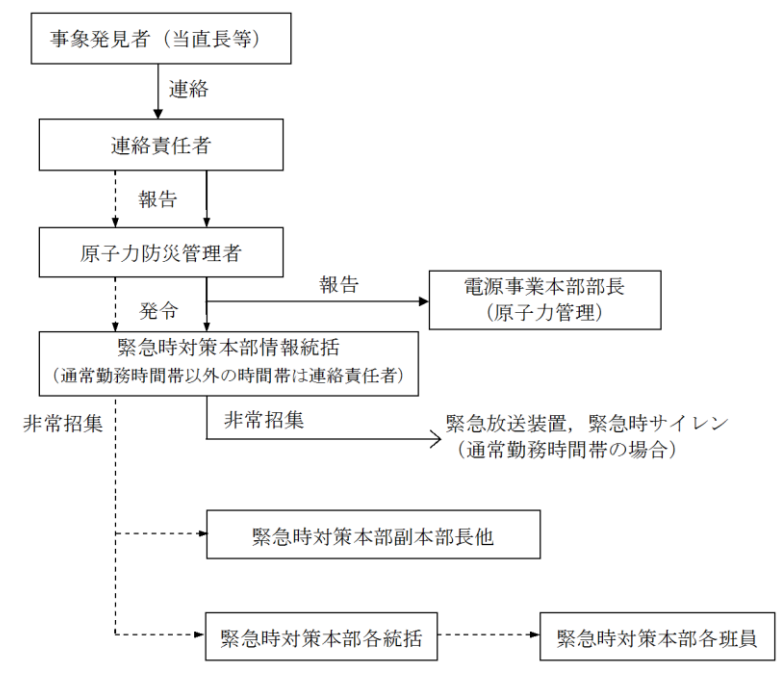 事象発見者（当直長等）
連絡
連絡責任者
報告
原子力防災管理者
報告
電源事業本部部長
（原子力管理）
発令
緊急時対策本部情報統括
（通常勤務時間帯以外の時間帯は連絡責任者）
非常招集
非常招集
緊急放送装置，緊急時サイレン
（通常勤務時間帯の場合）
緊急時対策本部副本部長他
緊急時対策本部各統括
緊急時対策本部各班員